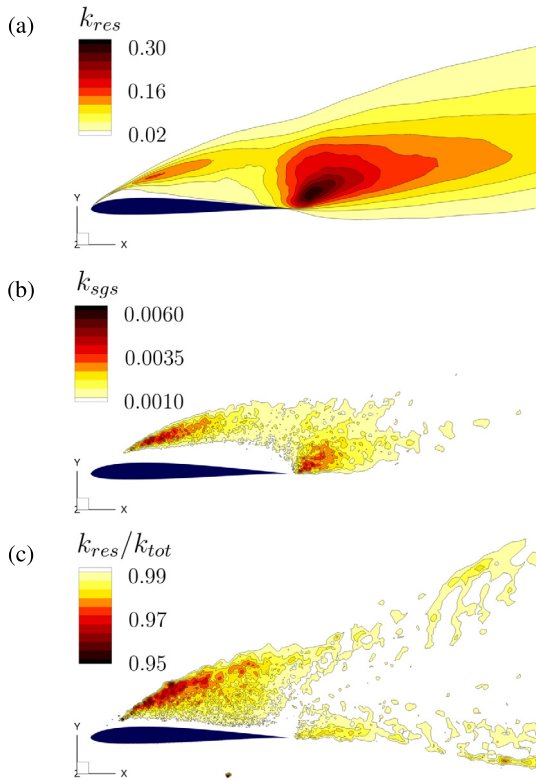 (a)
k_res
0.30
0.16
0.02
Y
Z X
(b)
k_sgs
0.0060
0.0035
0.0010
Y
Z X
(c)
k_res/k_tot
0.99
0.97
0.95
Y
Z X